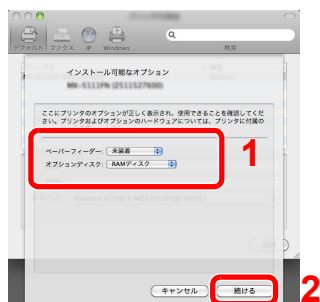 デフォルト ファクス IP Windows 検索
インストール可能なオプション
MK-5111FN (2511527600)
ここにプリンタのオプションが正しく表示され、使用できることを確認してくだ
さい。プリンタおよびオプションのハードウェアについては、プリンタに付属の
ペーパーフィーダー: 未装着
オプションディスク: RAMディスク
1
キャンセル 続ける
2